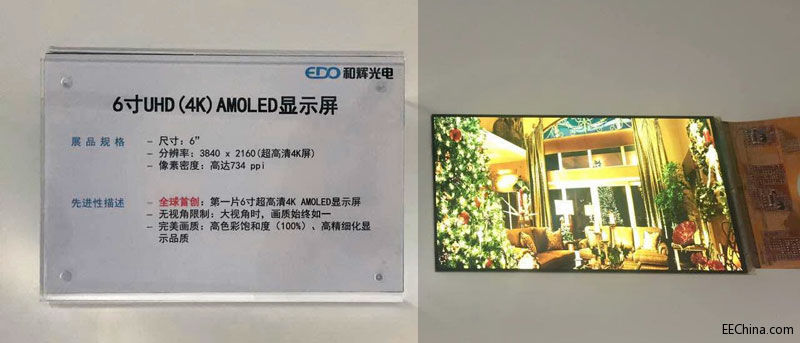 EDO 和辉光电
6寸UHD(4K)AMOLED显示屏
展品规格
- 尺寸: 6"
- 分辨率: 3840 x 2160(超高清4K屏)
- 像素密度: 高达734 ppi
先进性描述
- 全球首创: 第一片6寸超高清4K AMOLED显示屏
- 无视角限制: 大视角时, 画质始终如一
- 完美画质: 高色彩饱和度 (100%)、高精细化显
示品质
EEChina.com